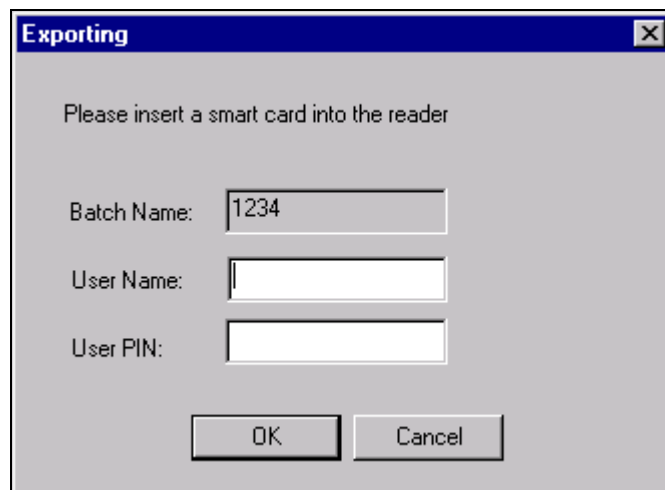 Exporting
Please insert a smart card into the reader
Batch Name: 1234
User Name:
User PIN:
OK Cancel